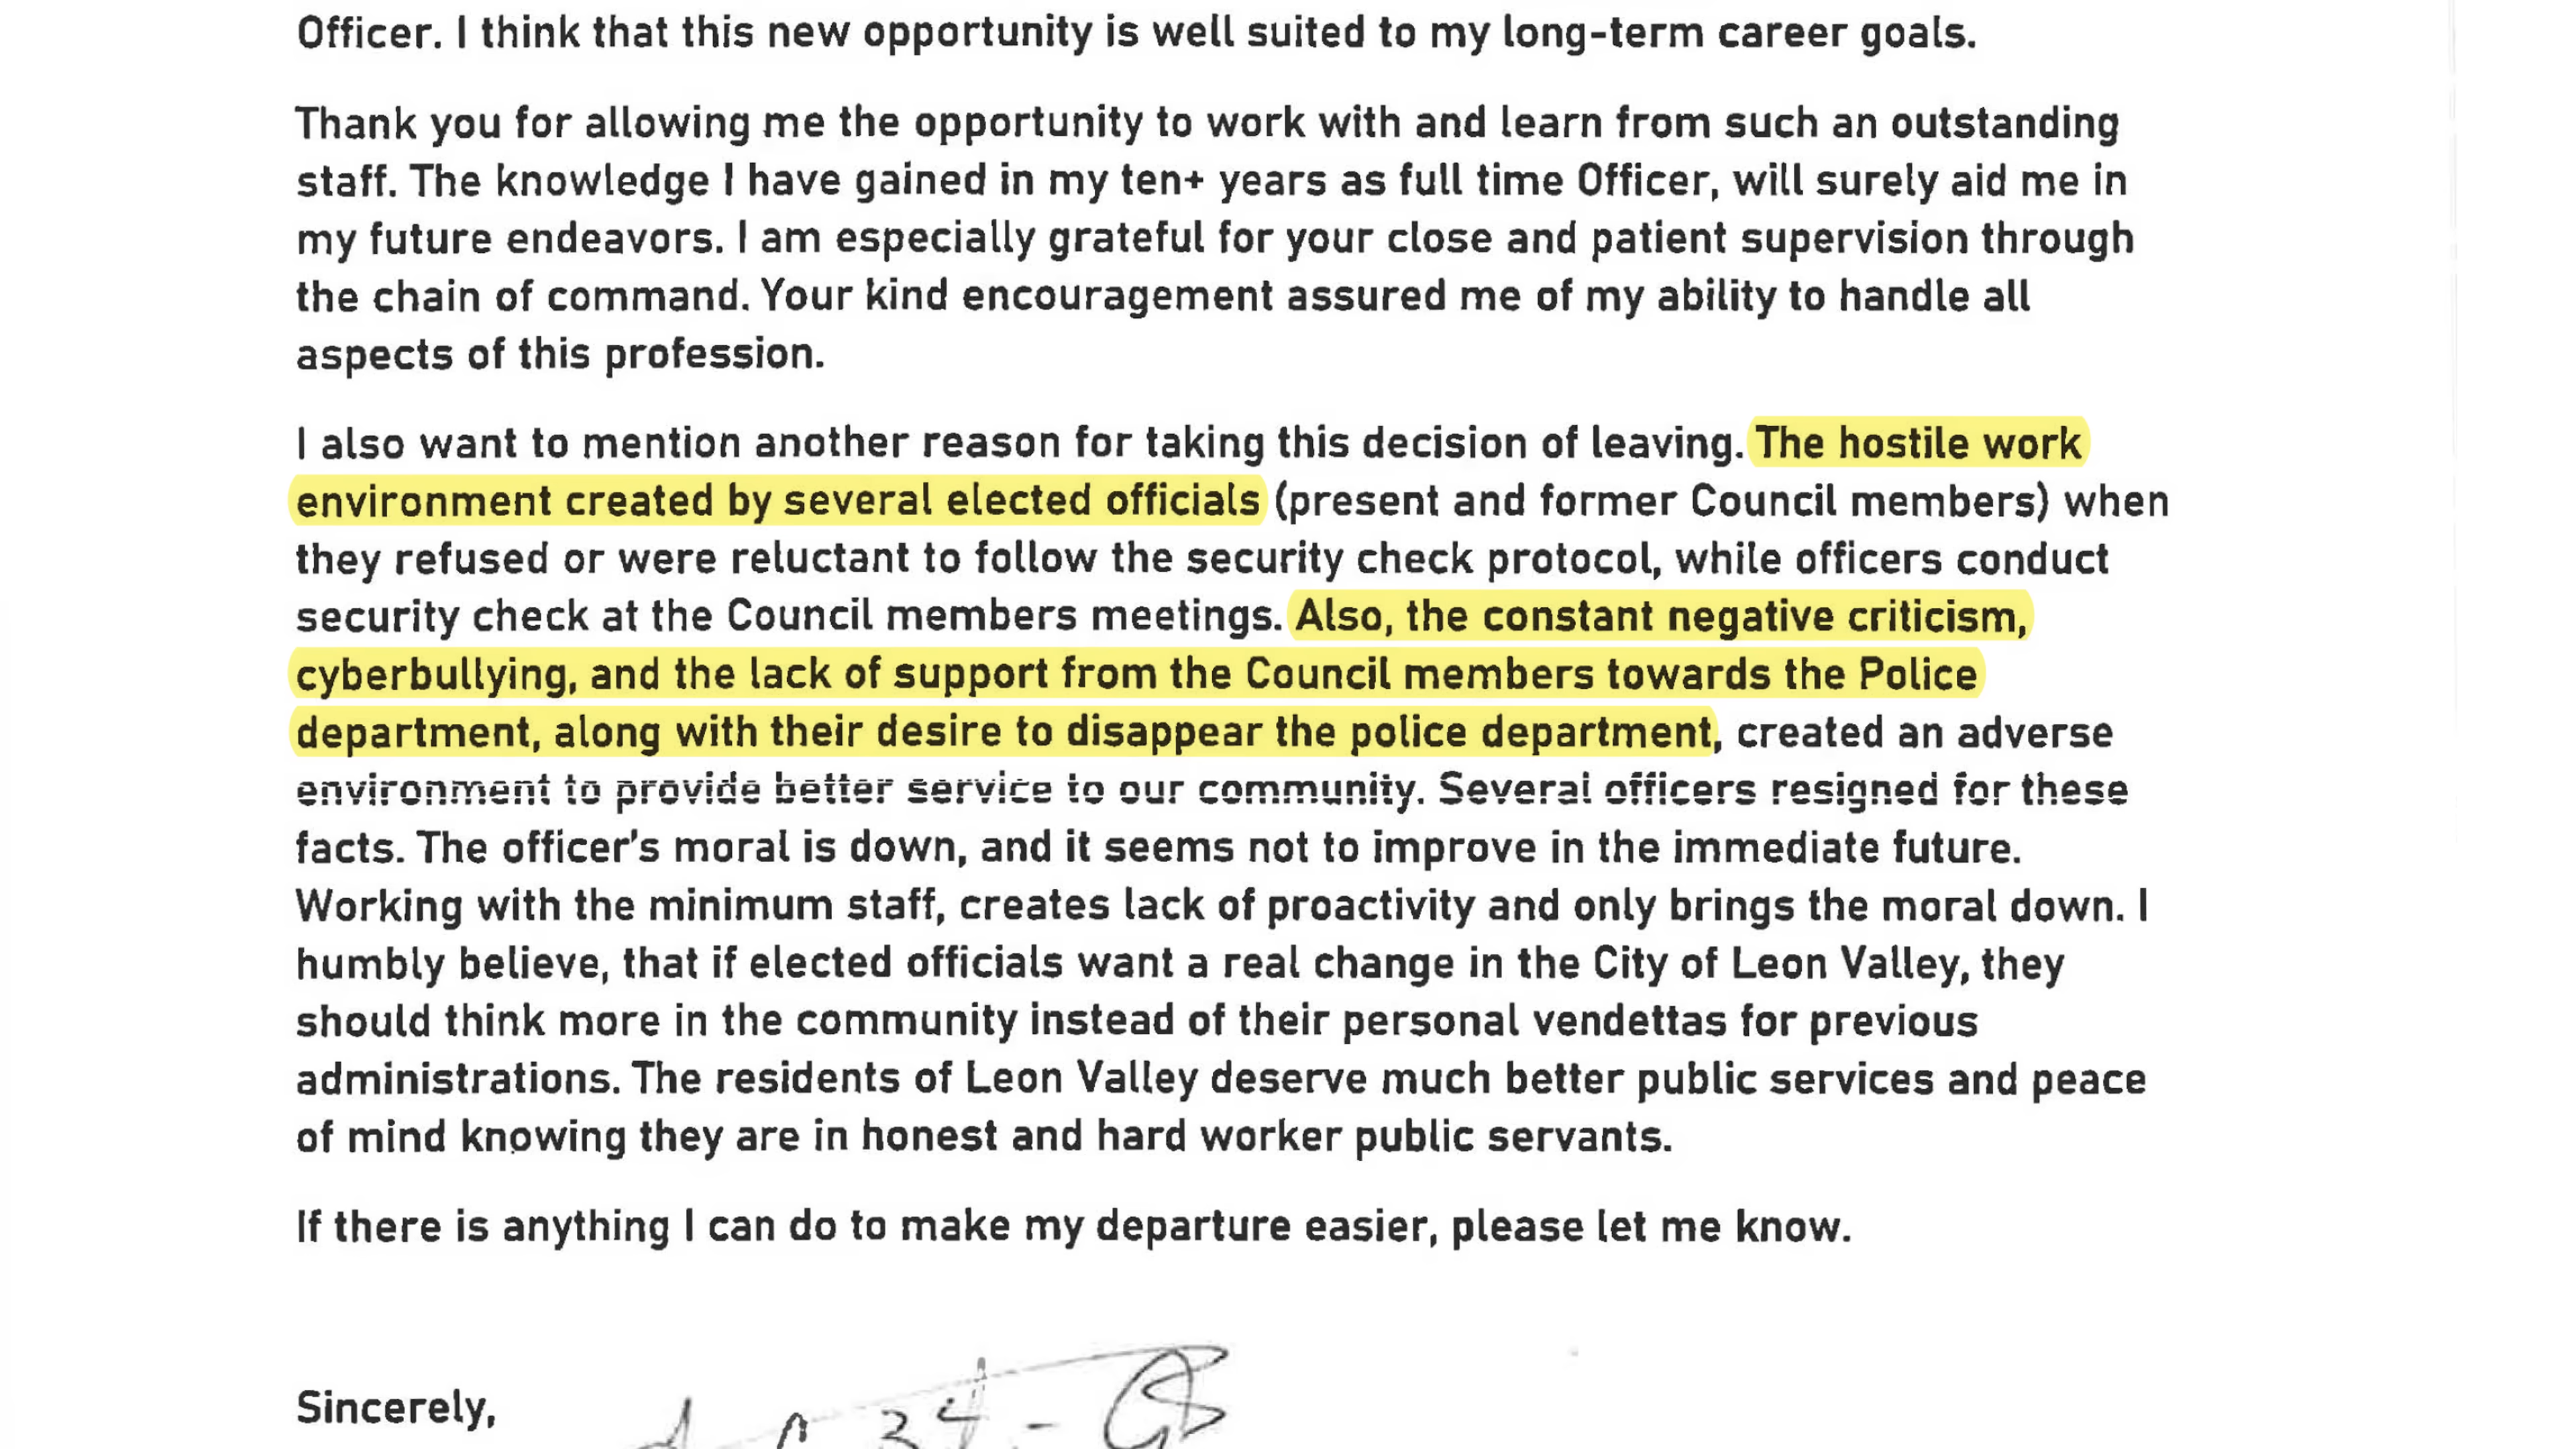 Officer. I think that this new opportunity is well suited to my long-term career goals.
Thank you for allowing me the opportunity to work with and learn from such an outstanding
staff. The knowledge I have gained in my ten+ years as full time Officer, will surely aid me in
my future endeavors. I am especially grateful for your close and patient supervision through
the chain of command. Your kind encouragement assured me of my ability to handle all
aspects of this profession.
I also want to mention another reason for taking this decision of leaving. The hostile work
environment created by several elected officials (present and former Council members) when
they refused or were reluctant to follow the security check protocol, while officers conduct
security check at the Council members meetings. Also, the constant negative criticism,
cyberbullying, and the lack of support from the Council members towards the Police
department, along with their desire to disappear the police department, created an adverse
environment to provide better service to our community. Several officers resigned for these
facts. The officer's moral is down, and it seems not to improve in the immediate future.
Working with the minimum staff, creates lack of proactivity and only brings the moral down. I
humbly believe, that if elected officials want a real change in the City of Leon Valley, they
should think more in the community instead of their personal vendettas for previous
administrations. The residents of Leon Valley deserve much better public services and peace
of mind knowing they are in honest and hard worker public servants.
If there is anything I can do to make my departure easier, please let me know.
Sincerely,